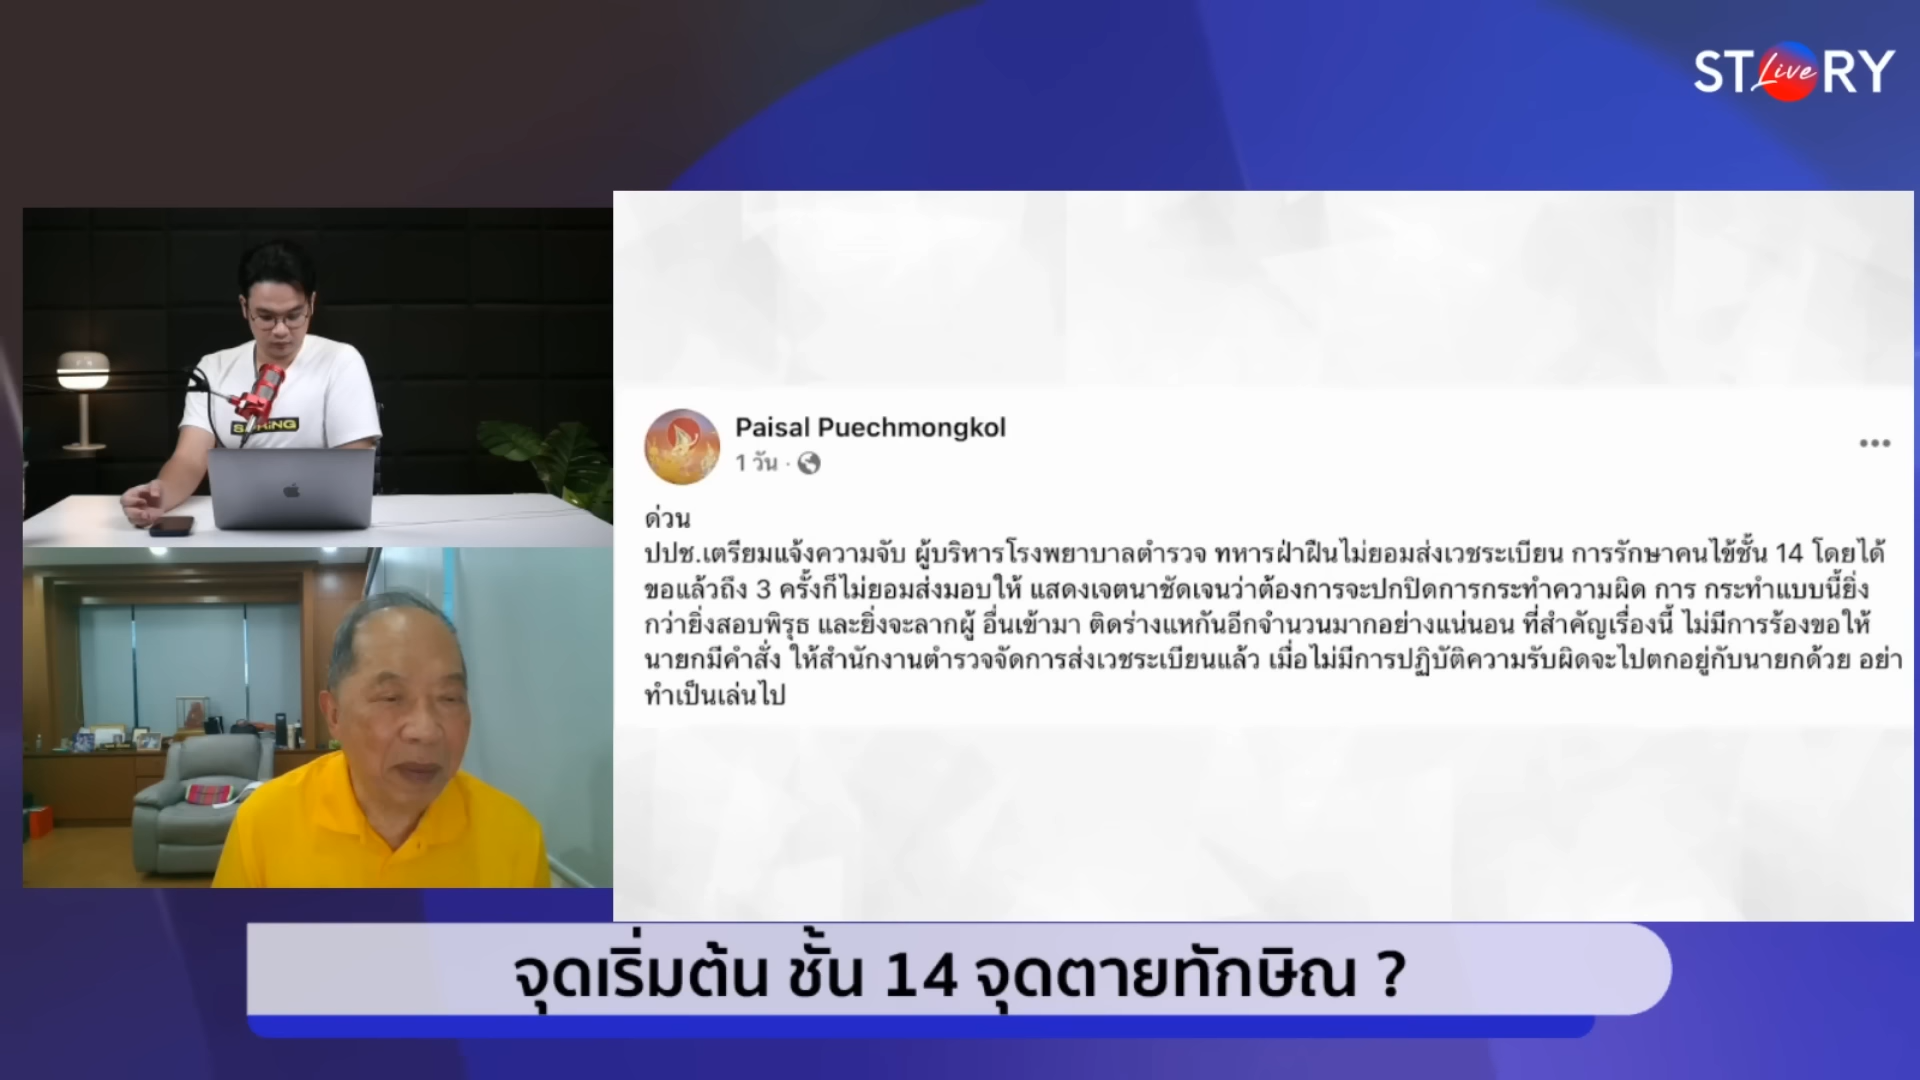 STORY
Live
SPHiNG
Paisal Puechmongkol
1 วัน ·
ด่วน
ปปช.เตรียมแจ้งความจับ ผู้บริหารโรงพยาบาลตำรวจ ทหารฝ่าฝืนไม่ยอมส่งเวชระเบียน การรักษาคนไข้ชั้น 14 โดยได้
ขอแล้วถึง 3 ครั้งก็ไม่ยอมส่งมอบให้ แสดงเจตนาชัดเจนว่าต้องการจะปกปิดการกระทำความผิด การ กระทำแบบนี้ยิ่ง
กว่ายิ่งสอบพิรุธ และยิ่งจะลากผู้ อื่นเข้ามา ติดร่างแหกันอีกจำนวนมากอย่างแน่นอน ที่สำคัญเรื่องนี้ ไม่มีการร้องขอให้
นายกมีคำสั่ง ให้สำนักงานตำรวจจัดการส่งเวชระเบียนแล้ว เมื่อไม่มีการปฏิบัติความรับผิดจะไปตกอยู่กับนายกด้วย อย่า
ทำเป็นเล่นไป
จุดเริ่มต้น ชั้น 14 จุดตายทักษิณ ?